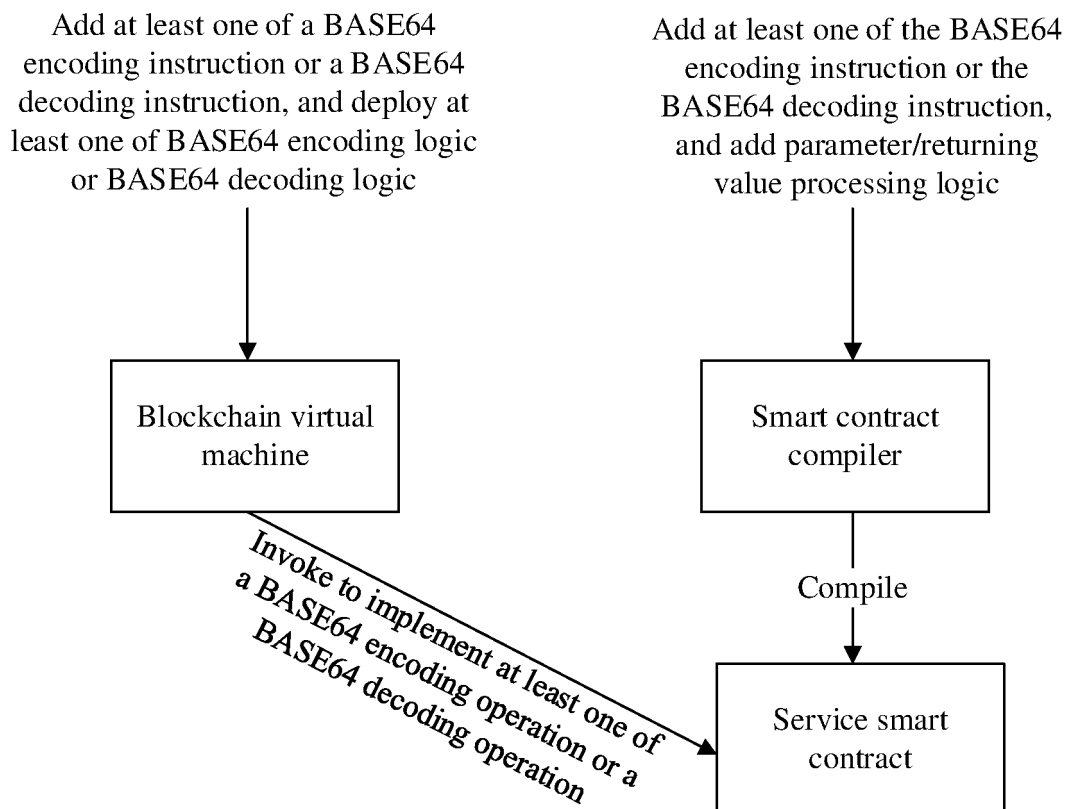 Add at least one of a BASE64
encoding instruction or a BASE64
decoding instruction, and deploy at
least one of BASE64 encoding logic
or BASE64 decoding logic
Add at least one of the BASE64
encoding instruction or the
BASE64 decoding instruction,
and add parameter/returning
value processing logic
Blockchain virtual
machine
Smart contract
compiler
Invoke to implement at least one of
a BASE64 encoding operation or a
BASE64 decoding operation
Compile
Service smart
contract